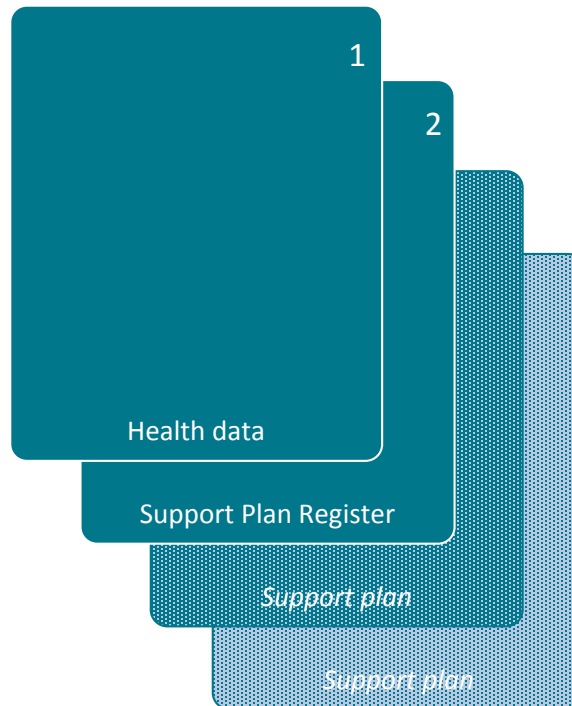 1
2
Health data
Support Plan Register
Support plan
Support plan